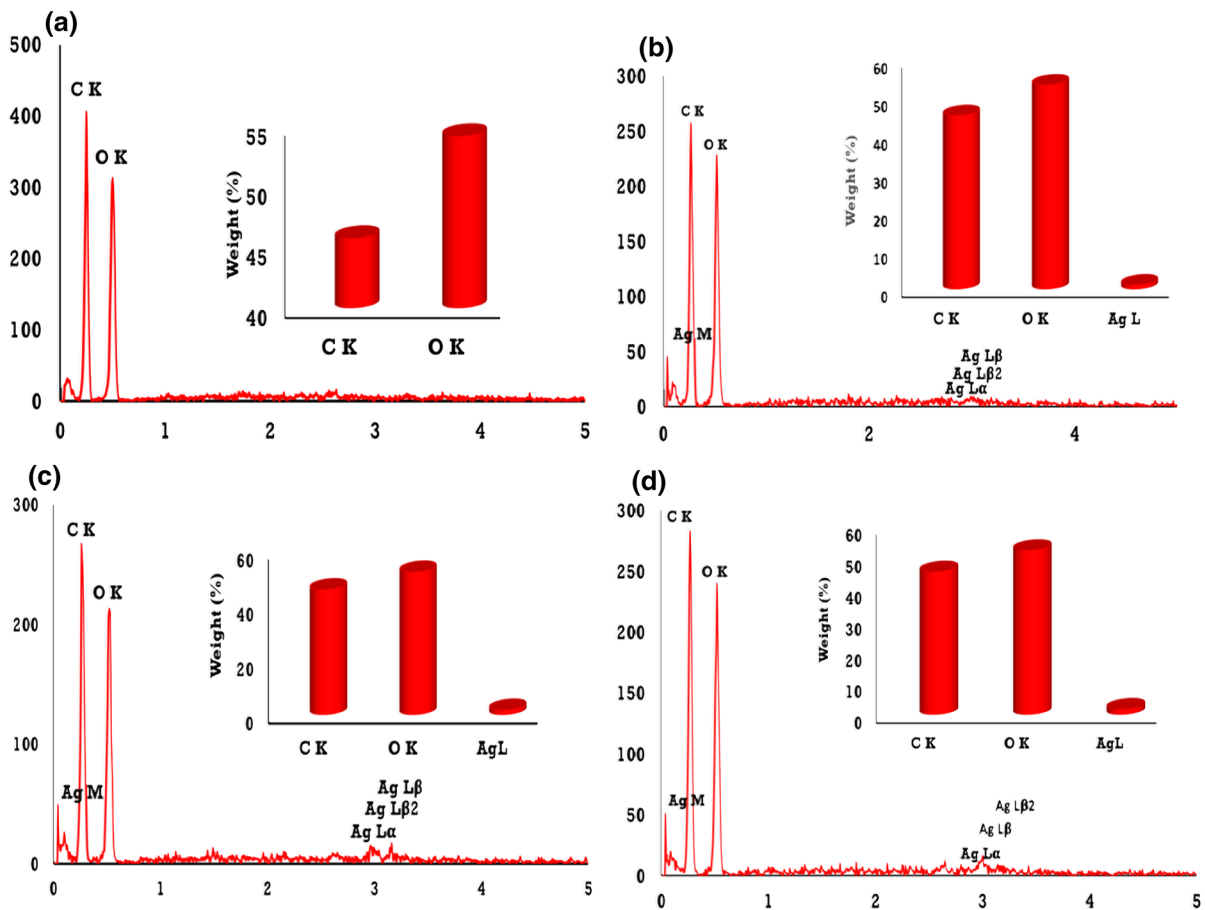 (a)
500
400
300
200
100
0
C K
O K
0 1 2 3 4 5
Weight (%)
55
50
45
40
C K O K
(b)
300
250
200
150
100
50
0
C K
O K
Ag M
Ag Lβ
Ag Lβ2
Ag Lα
0 2 4
Weight (%)
60
50
40
30
20
10
0
C K O K Ag L
(c)
300
200
100
0
C K
O K
Ag M
Ag Lβ
Ag Lβ2
Ag Lα
0 1 2 3 4 5
Weight (%)
60
40
20
0
C K O K AgL
(d)
300
250
200
150
100
50
0
C K
O K
Ag M
Ag Lβ2
Ag Lβ
Ag Lα
0 1 2 3 4 5
Weight (%)
60
50
40
30
20
10
0
C K O K AgL